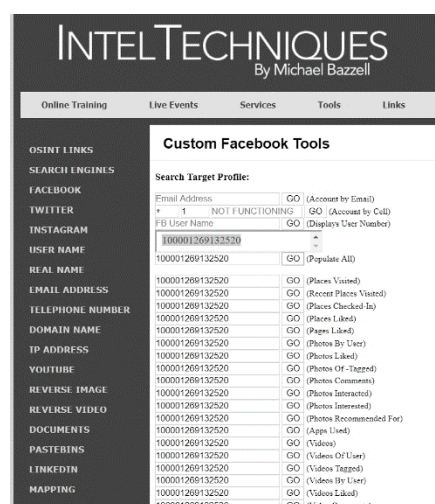 INTELTECHNIQUES
By Michael Bazzell
Online Training Live Events Services Tools Links
OSINT LINKS
SEARCH ENGINES
FACEBOOK
TWITTER
INSTAGRAM
USER NAME
REAL NAME
EMAIL ADDRESS
TELEPHONE NUMBER
DOMAIN NAME
IP ADDRESS
YOUTUBE
REVERSE IMAGE
REVERSE VIDEO
DOCUMENTS
PASTEBINS
LINKEDIN
MAPPING
Custom Facebook Tools
Search Target Profile:
Email Address GO (Account by Email)
+ 1 NOT FUNCTIONING GO (Account by Cell)
FB User Name GO (Displays User Number)
100001269132520
100001269132520 GO (Populate All)
100001269132520 GO (Places Visited)
100001269132520 GO (Recent Places Visited)
100001269132520 GO (Places Checked-In)
100001269132520 GO (Places Liked)
100001269132520 GO (Pages Liked)
100001269132520 GO (Photos By User)
100001269132520 GO (Photos Liked)
100001269132520 GO (Photos Of -Tagged)
100001269132520 GO (Photos Comments)
100001269132520 GO (Photos Interacted)
100001269132520 GO (Photos Interested)
100001269132520 GO (Photos Recommended For)
100001269132520 GO (Apps Used)
100001269132520 GO (Videos)
100001269132520 GO (Videos Of User)
100001269132520 GO (Videos Tagged)
100001269132520 GO (Videos By User)
100001269132520 GO (Videos Liked)